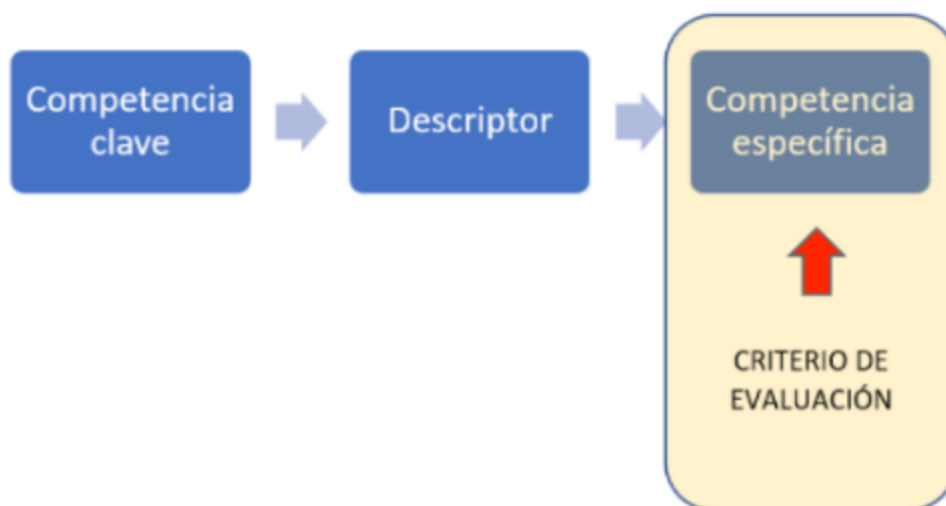 Competencia
clave
Descriptor
Competencia
específica
CRITERIO DE
EVALUACIÓN